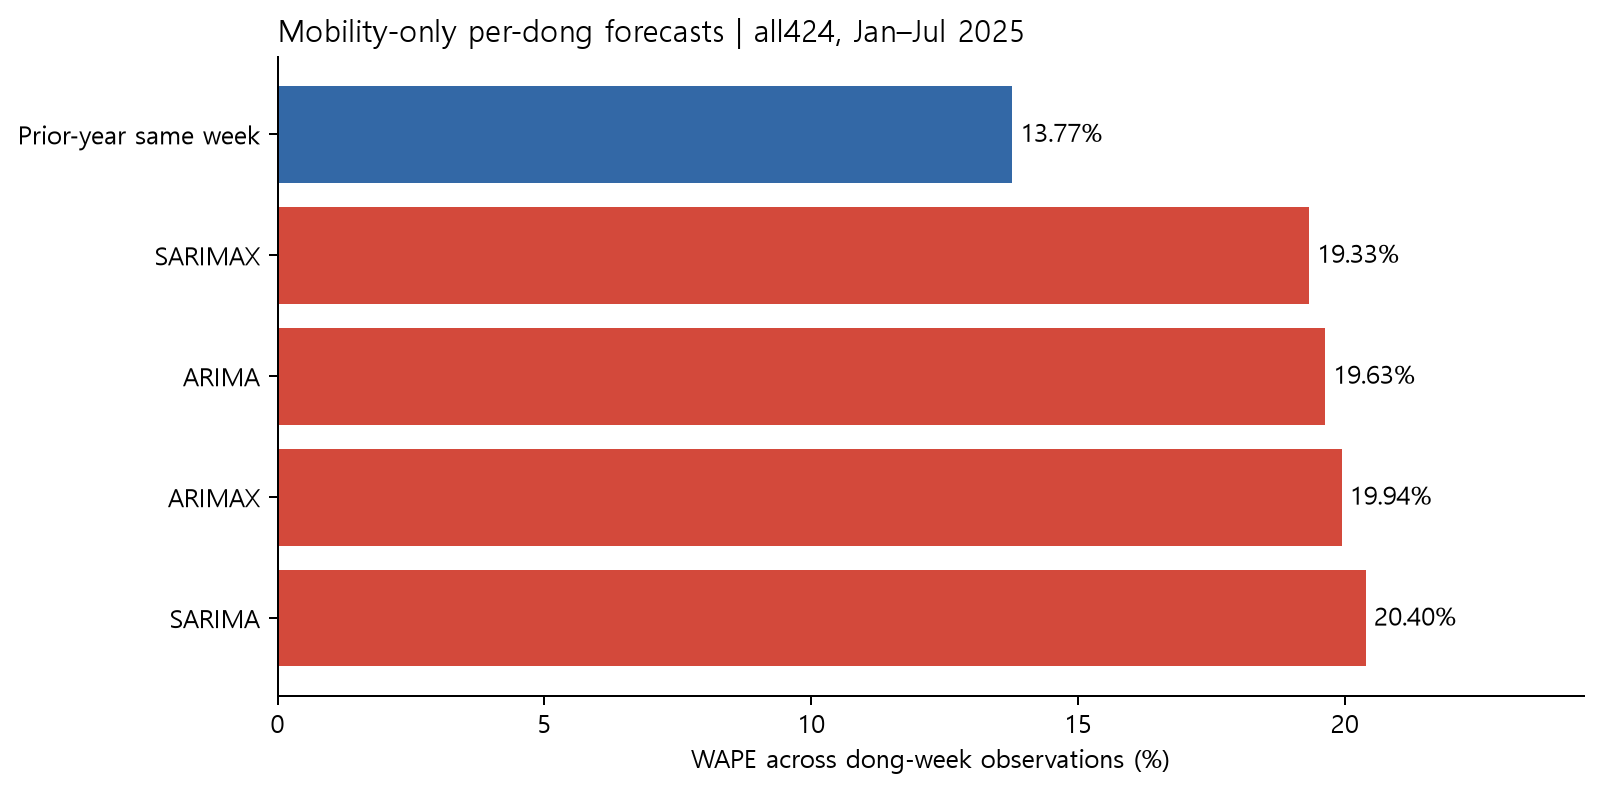 Mobility-only per-dong forecasts | all424, Jan–Jul 2025
Prior-year same week
13.77%
SARIMAX
19.33%
ARIMA
19.63%
ARIMAX
19.94%
SARIMA
20.40%
0 5 10 15 20
WAPE across dong-week observations (%)